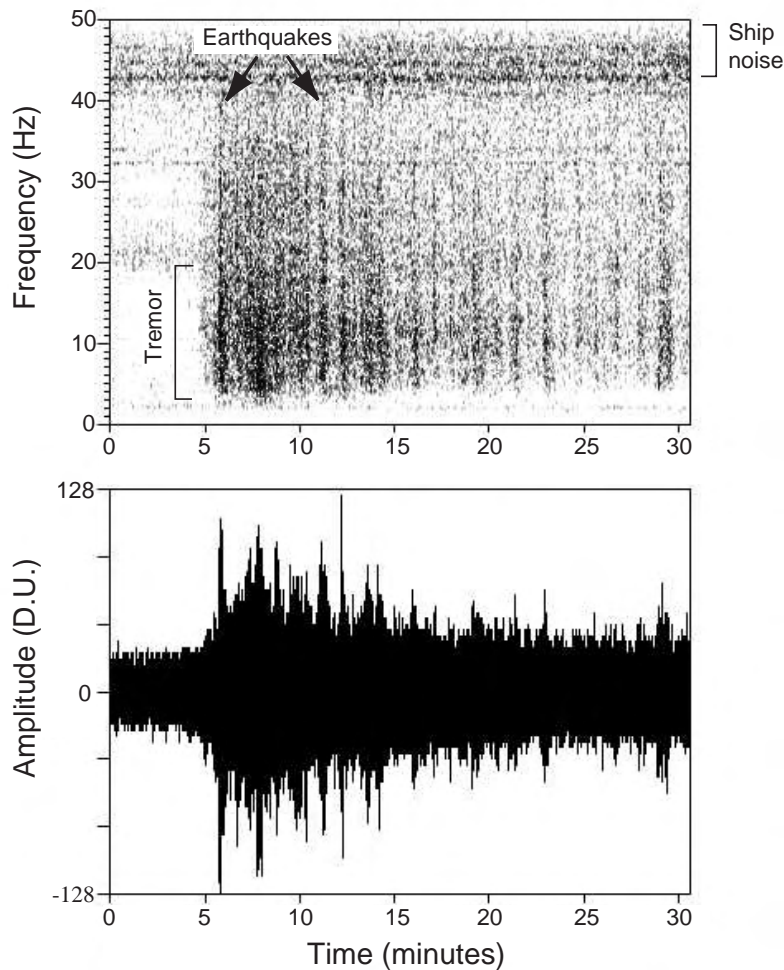 50
40
30
20
10
0
Frequency (Hz)
Earthquakes
Tremor
Ship
noise
0 5 10 15 20 25 30
128
0
-128
Amplitude (D.U.)
0 5 10 15 20 25 30
Time (minutes)